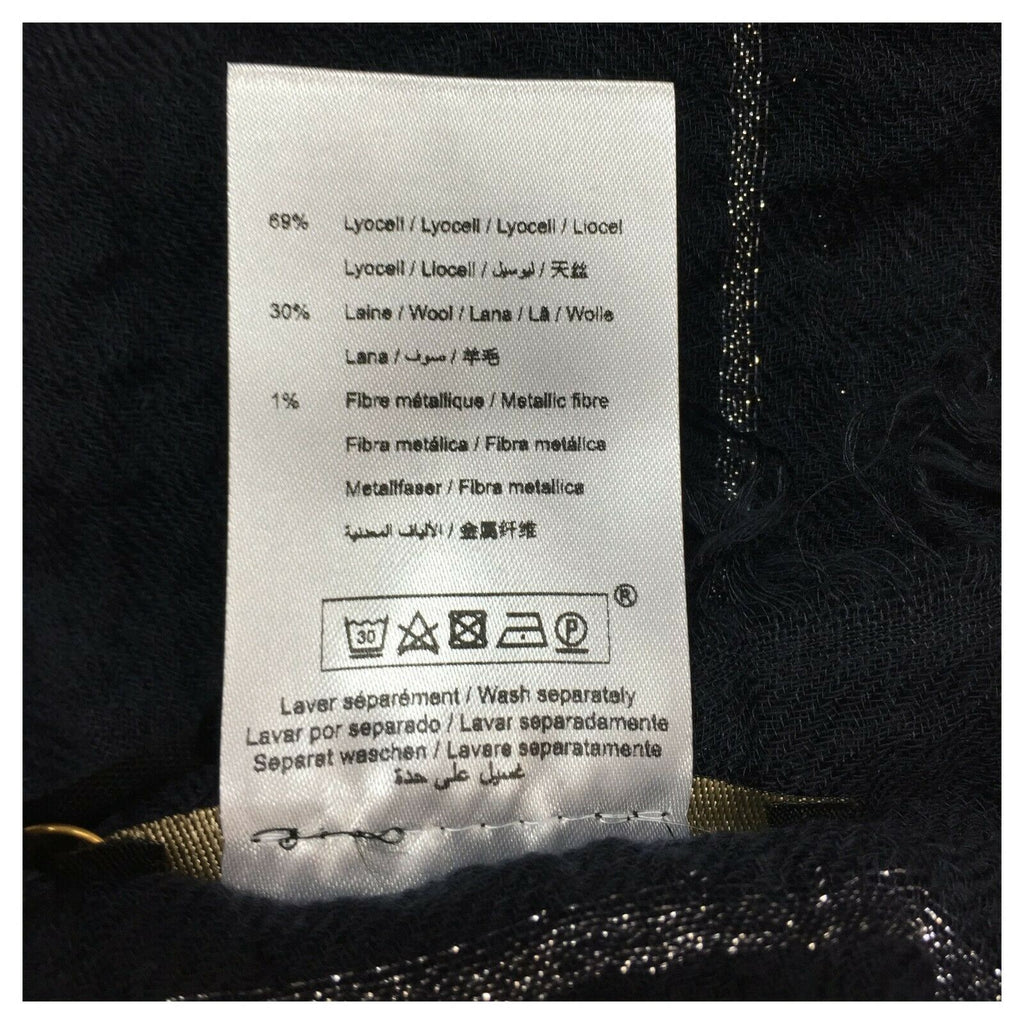 69% Lyocell / Lyocell / Lyocell / Liocel
Lyocell / Liocell / ليوسيل / 天丝
30% Laine / Wool / Lana / Lã / Wolle
Lana / صوف / 羊毛
1% Fibre métallique / Metallic fibre
Fibra metálica / Fibra metálica
Metallfaser / Fibra metallica
الألياف المعدنية / 金属纤维
®
30 P
Laver séparément / Wash separately
Lavar por separado / Lavar separadamente
Separat waschen / Lavare separatamente
غسيل على حدة